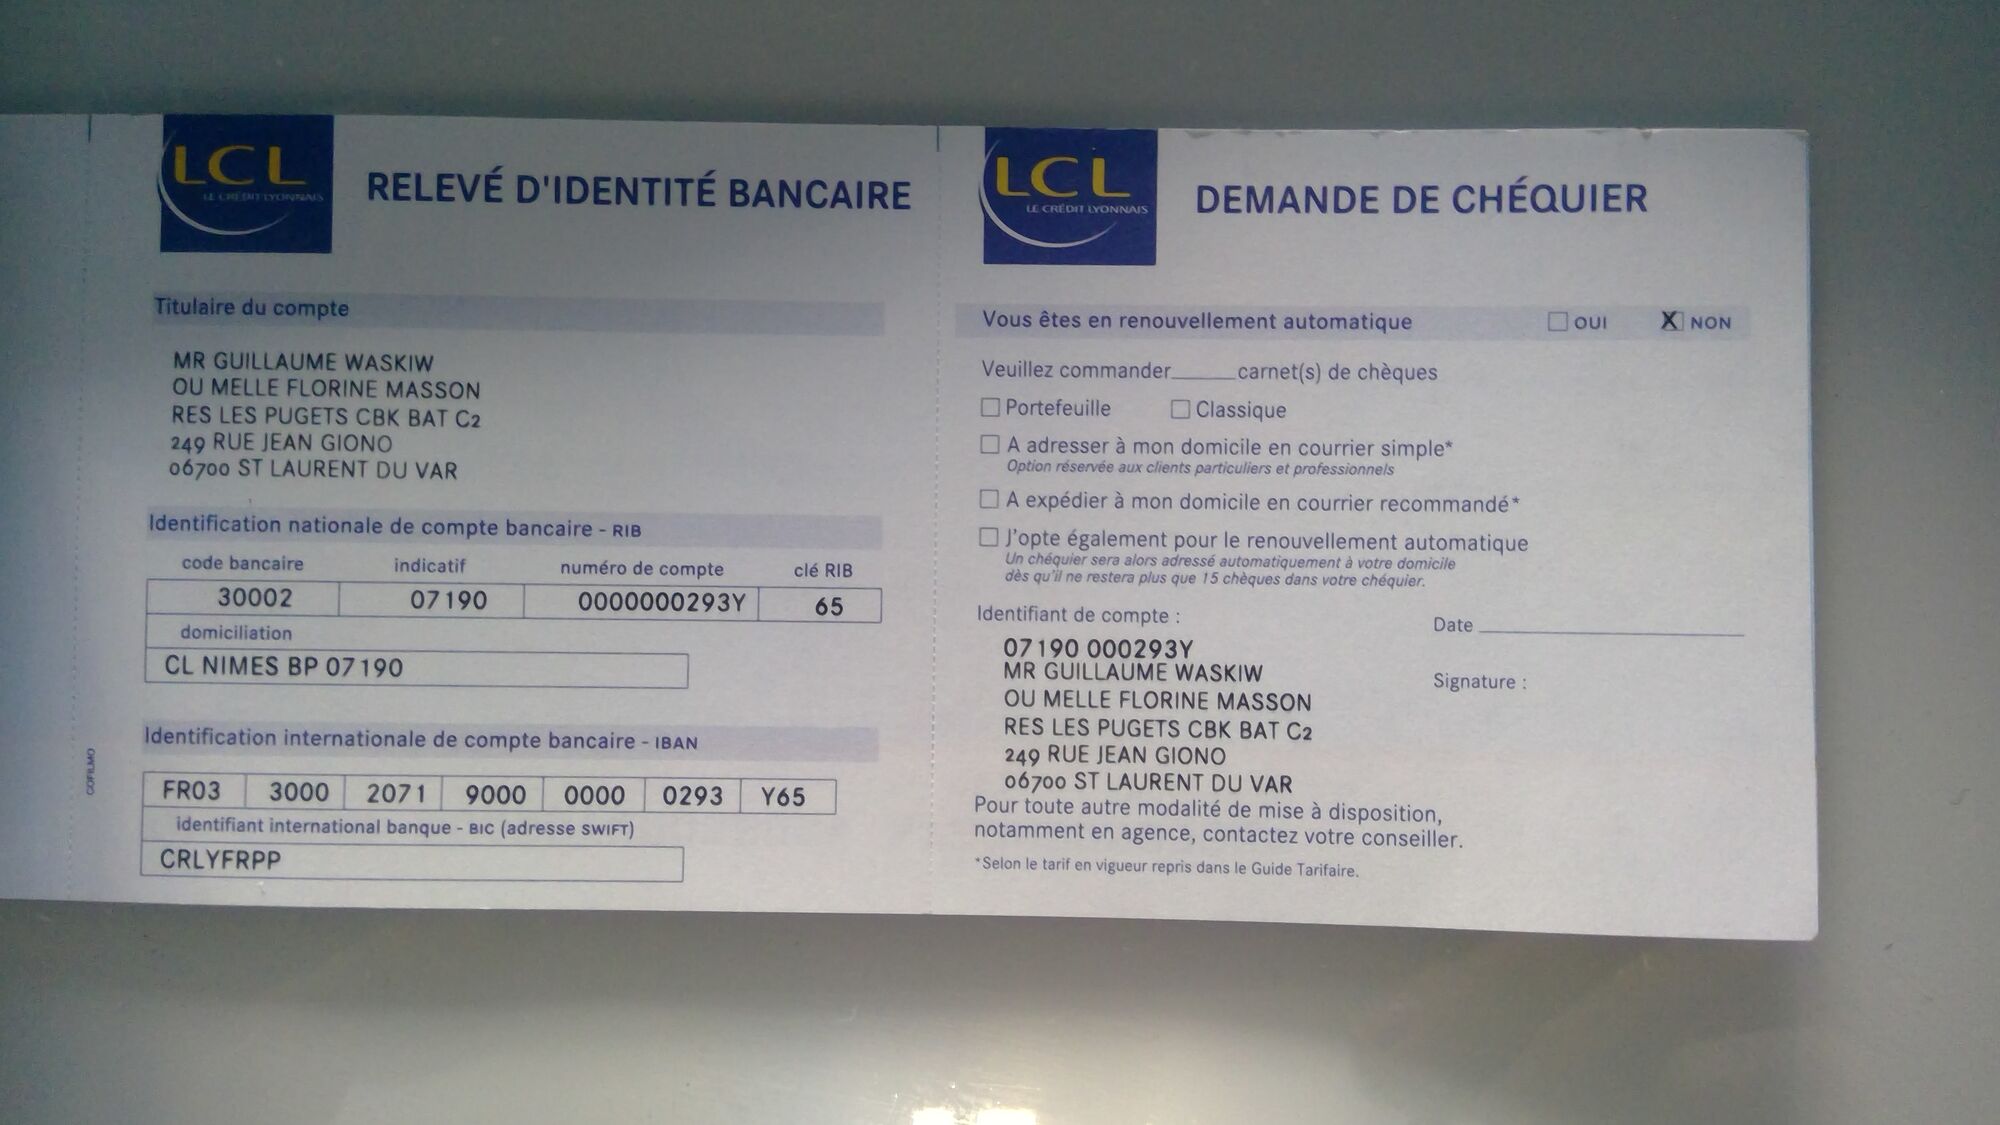 LCL
LE CRÉDIT LYONNAIS
RELEVÉ D'IDENTITÉ BANCAIRE
Titulaire du compte
MR GUILLAUME WASKIW
OU MELLE FLORINE MASSON
RES LES PUGETS CBK BAT C2
249 RUE JEAN GIONO
06700 ST LAURENT DU VAR
Identification nationale de compte bancaire - RIB
code bancaire indicatif numéro de compte clé RIB
30002 07190 0000000293Y 65
domiciliation
CL NIMES BP 07190
Identification internationale de compte bancaire - IBAN
FR03 3000 2071 9000 0000 0293 Y65
identifiant international banque - BIC (adresse SWIFT)
CRLYFRPP
COFILMO
LCL
LE CRÉDIT LYONNAIS
DEMANDE DE CHÉQUIER
Vous êtes en renouvellement automatique OUI X NON
Veuillez commander______carnet(s) de chèques
Portefeuille Classique
A adresser à mon domicile en courrier simple*
Option réservée aux clients particuliers et professionnels
A expédier à mon domicile en courrier recommandé*
J'opte également pour le renouvellement automatique
Un chéquier sera alors adressé automatiquement à votre domicile
dès qu'il ne restera plus que 15 chèques dans votre chéquier.
Identifiant de compte :
Date
07190 000293Y
MR GUILLAUME WASKIW
Signature :
OU MELLE FLORINE MASSON
RES LES PUGETS CBK BAT C2
249 RUE JEAN GIONO
06700 ST LAURENT DU VAR
Pour toute autre modalité de mise à disposition,
notamment en agence, contactez votre conseiller.
*Selon le tarif en vigueur repris dans le Guide Tarifaire.